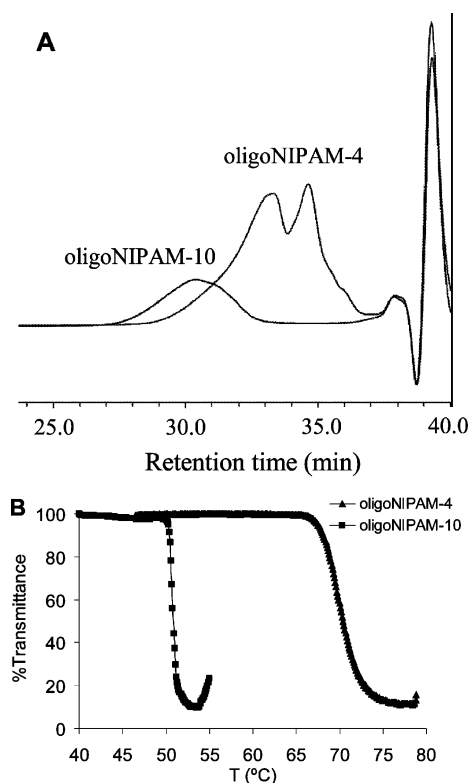 A
oligoNIPAM-4
oligoNIPAM-10
25.0 30.0 35.0 40.0
Retention time (min)
B
oligoNIPAM-4
oligoNIPAM-10
100
80
60
40
20
0
%Transmittance
40 45 50 55 60 65 70 75 80
T (ºC)